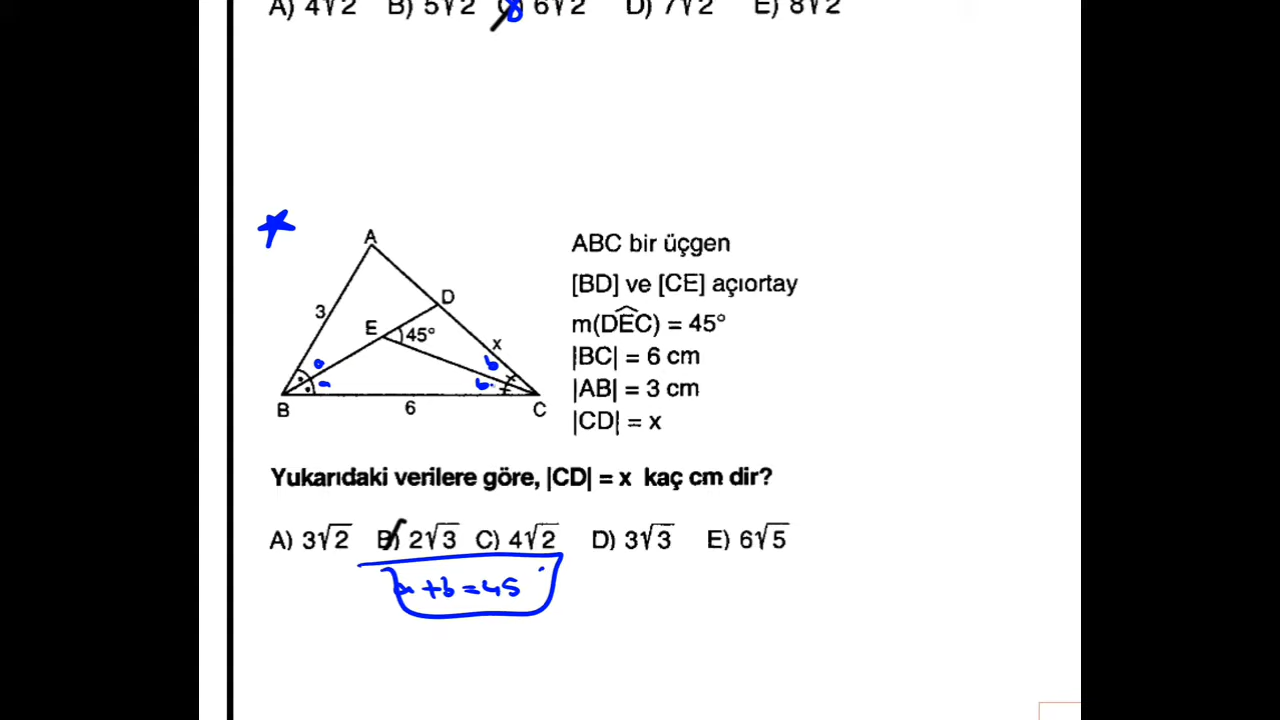 A) 4√2 B) 5√2 C) 6√2 D) 7√2 E) 8√2
A
3
D
E
45°
x
a
a
b
b
B
6
C
ABC bir üçgen
[BD] ve [CE] açıortay
m(DEC) = 45°
|BC| = 6 cm
|AB| = 3 cm
|CD| = x
Yukarıdaki verilere göre, |CD| = x kaç cm dir?
A) 3√2 B) 2√3 C) 4√2 D) 3√3 E) 6√5
a + b = 45